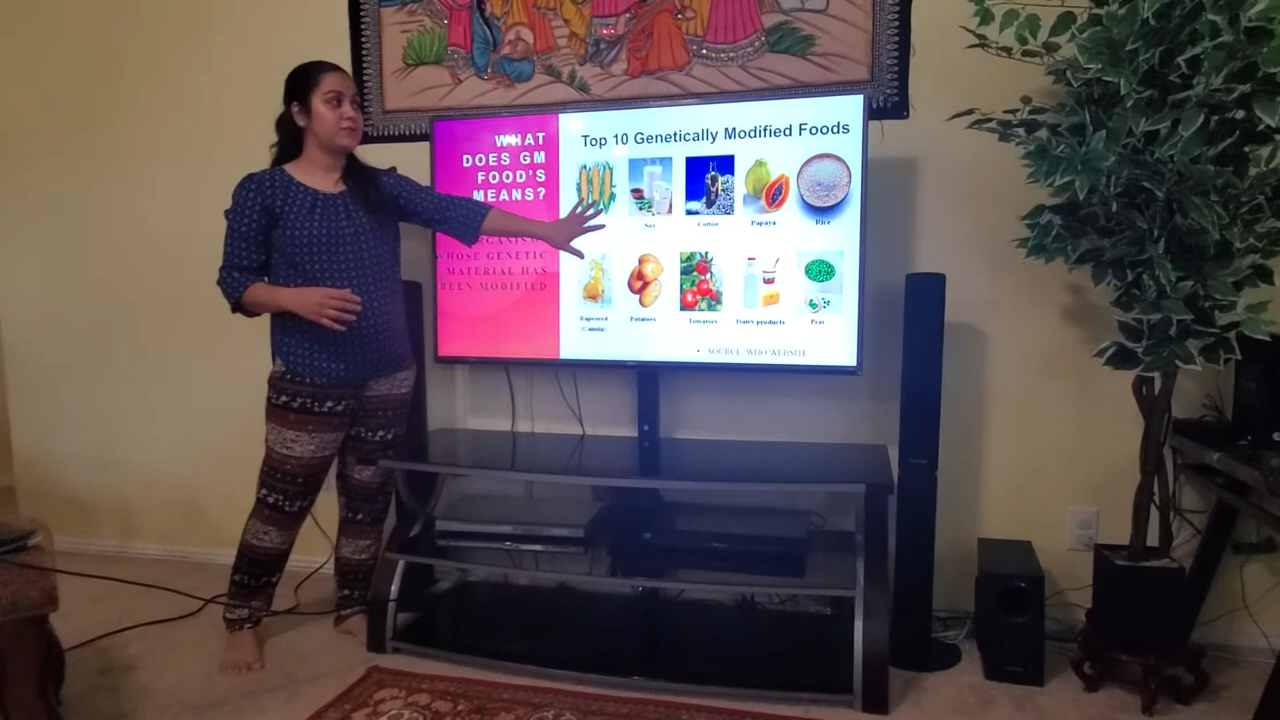 WHAT
DOES GM
FOOD'S
MEANS?
ORGANISM
WHOSE GENETIC
MATERIAL HAS
BEEN MODIFIED
Top 10 Genetically Modified Foods
Soy
Cotton
Papaya
Rice
Rapeseed
(Canola)
Potatoes
Tomatoes
Dairy products
Peas
• SOURCE: WHO WEBSITE